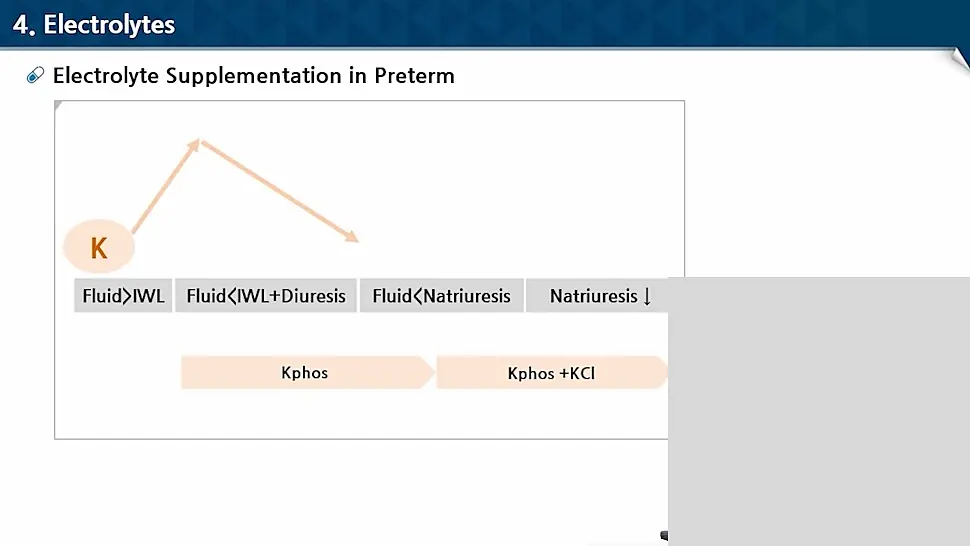 4. Electrolytes
Electrolyte Supplementation in Preterm
K
Fluid>IWL
Fluid<IWL+Diuresis
Fluid<Natriuresis
Natriuresis ↓
Kphos
Kphos +KCl